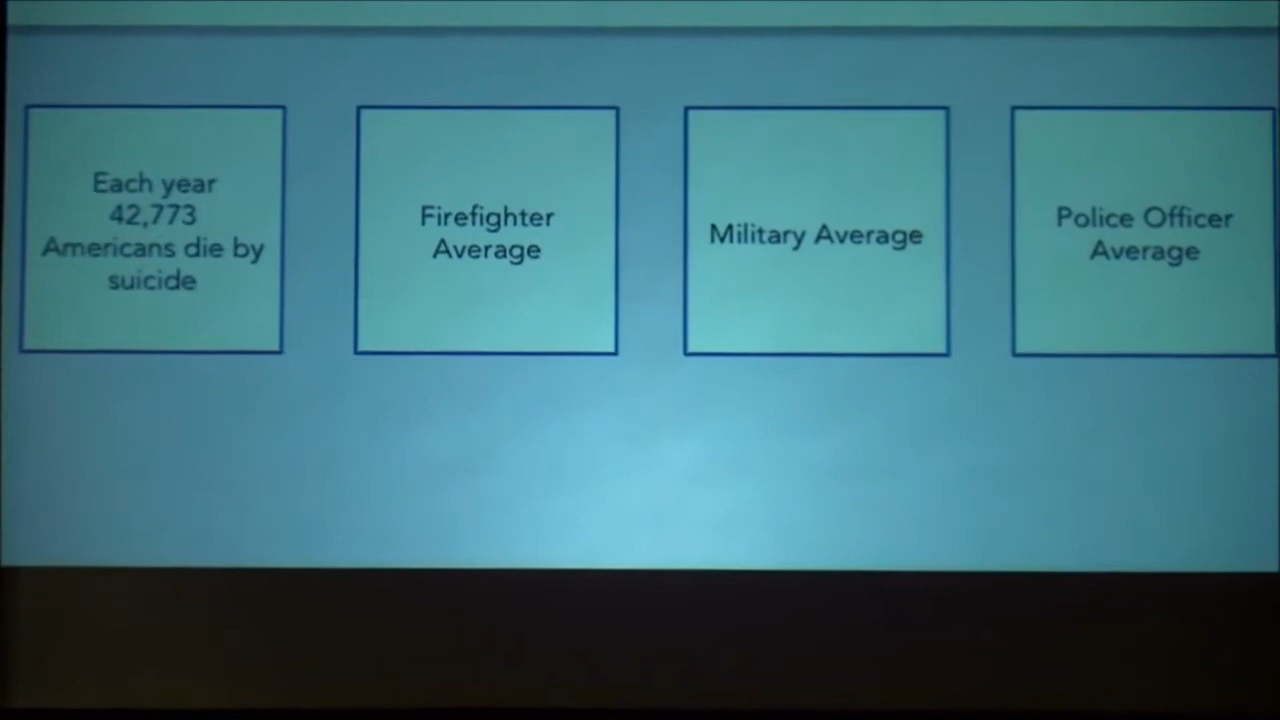 Each year
42,773
Americans die by
suicide
Firefighter
Average
Military Average
Police Officer
Average